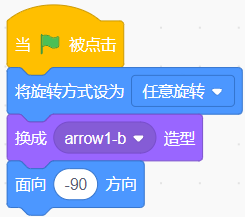 当 被点击
将旋转方式设为 任意旋转
换成 arrow1-b 造型
面向 -90 方向